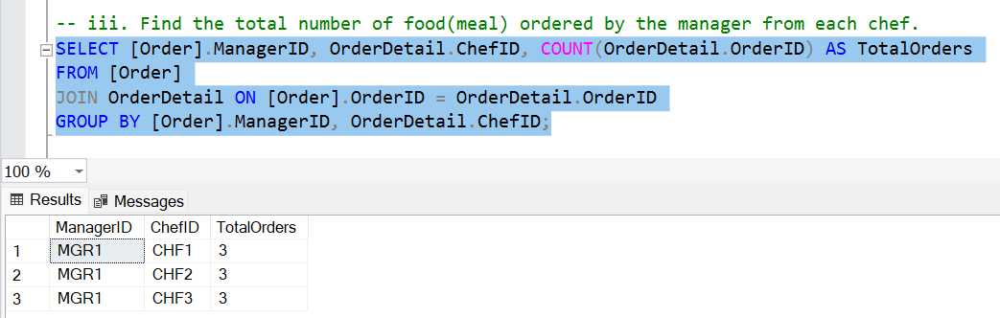 -- iii. Find the total number of food(meal) ordered by the manager from each chef.
SELECT [Order].ManagerID, OrderDetail.ChefID, COUNT(OrderDetail.OrderID) AS TotalOrders
FROM [Order]
JOIN OrderDetail ON [Order].OrderID = OrderDetail.OrderID
GROUP BY [Order].ManagerID, OrderDetail.ChefID;
100 %
Results Messages
ManagerID ChefID TotalOrders
1 MGR1 CHF1 3
2 MGR1 CHF2 3
3 MGR1 CHF3 3